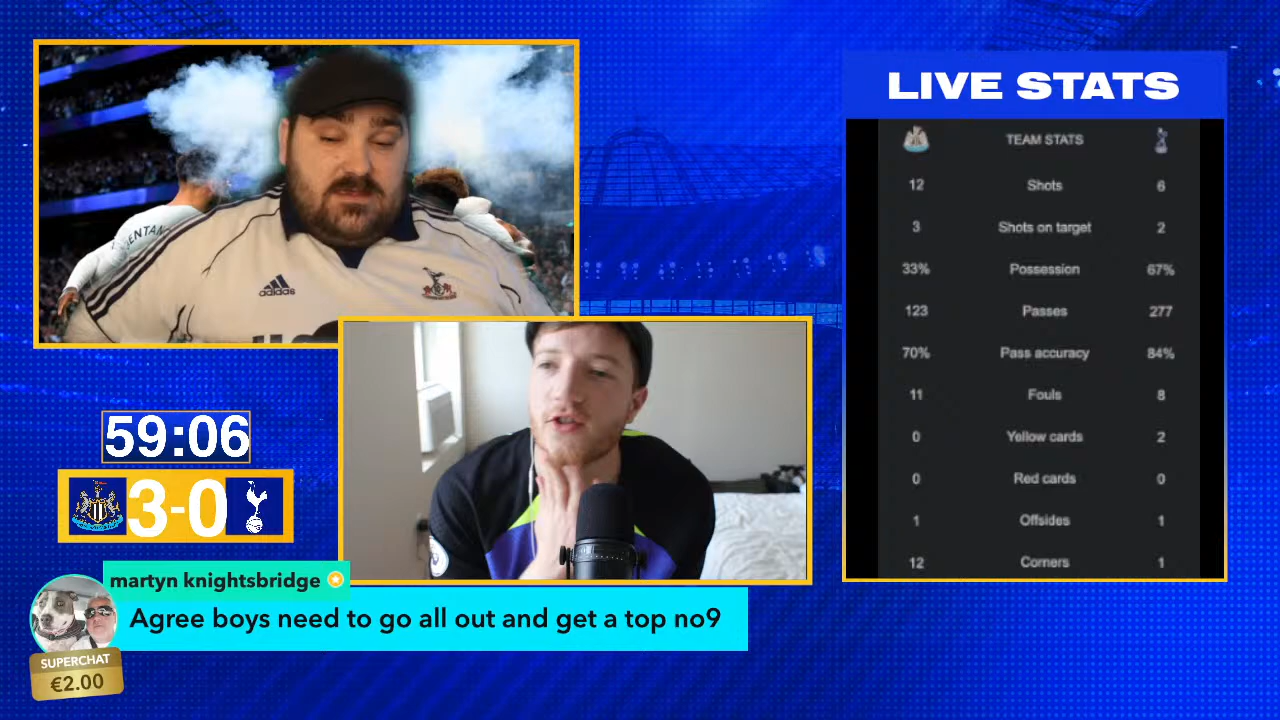 LIVE STATS
TEAM STATS
12 Shots 6
3 Shots on target 2
33% Possession 67%
123 Passes 277
70% Pass accuracy 84%
11 Fouls 8
0 Yellow cards 2
0 Red cards 0
1 Offsides 1
12 Corners 1
ENTAN
adidas
59:06
3-0
martyn knightsbridge
Agree boys need to go all out and get a top no9
SUPERCHAT
€2.00